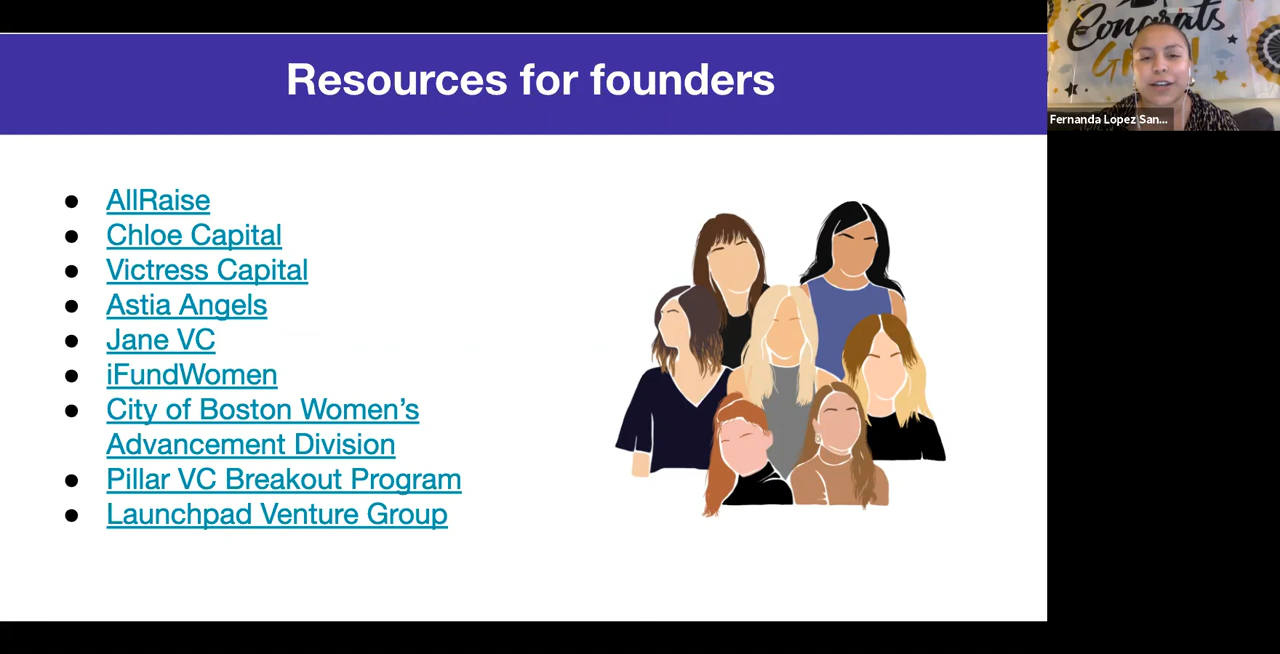 Resources for founders
AllRaise
Chloe Capital
Victress Capital
Astia Angels
Jane VC
iFundWomen
City of Boston Women’s
Advancement Division
Pillar VC Breakout Program
Launchpad Venture Group
Congrats
Fernanda Lopez San...